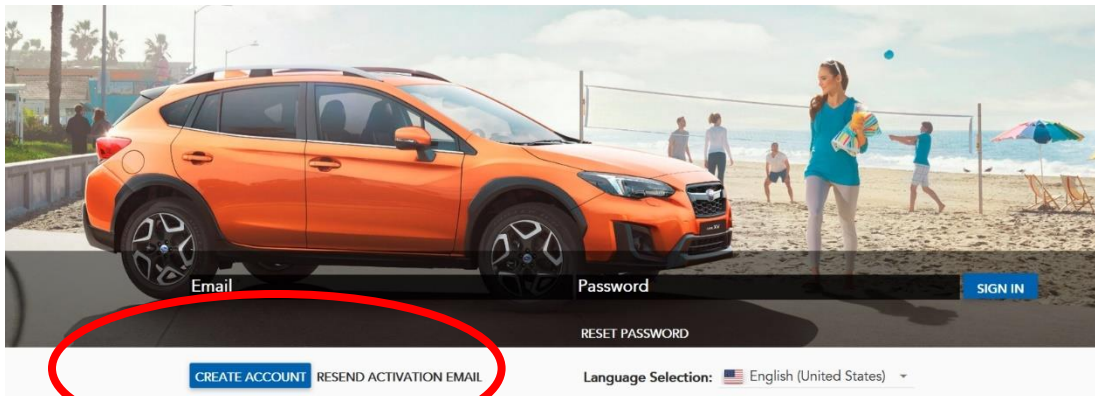 Email Password SIGN IN
RESET PASSWORD
CREATE ACCOUNT RESEND ACTIVATION EMAIL Language Selection: English (United States)